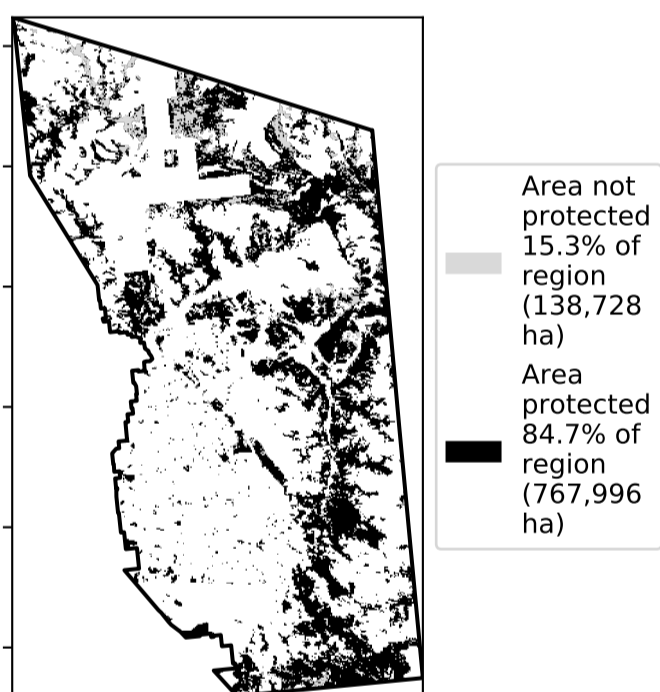 Area not
protected
15.3% of
region
(138,728
ha)
Area
protected
84.7% of
region
(767,996
ha)